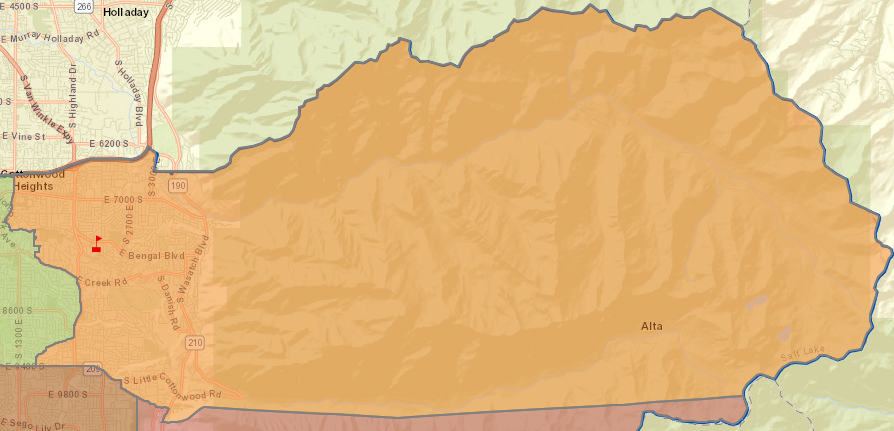 E 4500 S
266
Holladay
E Murray Holladay Rd
S Holladay Blvd
S Highland Dr
S Van Winkle Expy
E Vine St
E 6200 S
Cottonwood
Heights
190
E 7000 S
S 2700 E
E Bengal Blvd
S Wasatch Blvd
E Creek Rd
S Danish Rd
8600 S
S 1300 E
210
Alta
Salt Lake
E 9400 S
209
S Little Cottonwood Rd
E 9800 S
E Sego Lily Dr